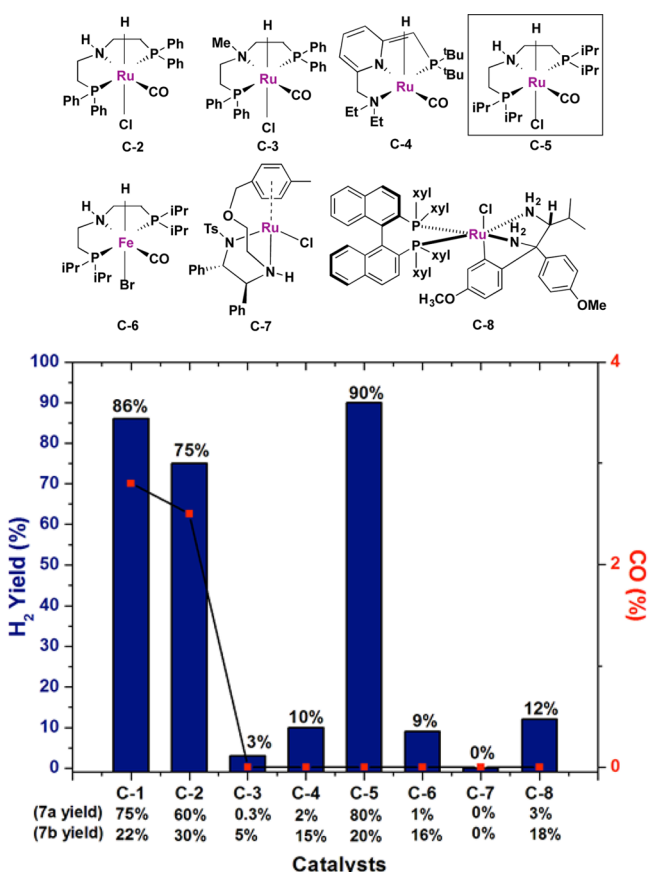 H H H H
H N P Ph Ph Ru Ph P Ph CO Cl
Me N P Ph Ph Ru Ph P Ph CO Cl
N P tBu tBu Ru Et N Et CO
H N P iPr iPr Ru iPr P iPr CO Cl
C-2 C-3 C-4 C-5
H
H N P iPr iPr Fe iPr P iPr CO Br
O Ts N Ru Cl Ph N H Ph
xyl xyl P P xyl xyl Cl Ru N H2 H N H2 H3CO OMe
C-6 C-7 C-8
H2 Yield (%)
CO (%)
100
90
80
70
60
50
40
30
20
10
0
4
2
0
86% 75% 3% 10% 90% 9% 0% 12%
C-1 C-2 C-3 C-4 C-5 C-6 C-7 C-8
(7a yield) 75% 60% 0.3% 2% 80% 1% 0% 3%
(7b yield) 22% 30% 5% 15% 20% 16% 0% 18%
Catalysts